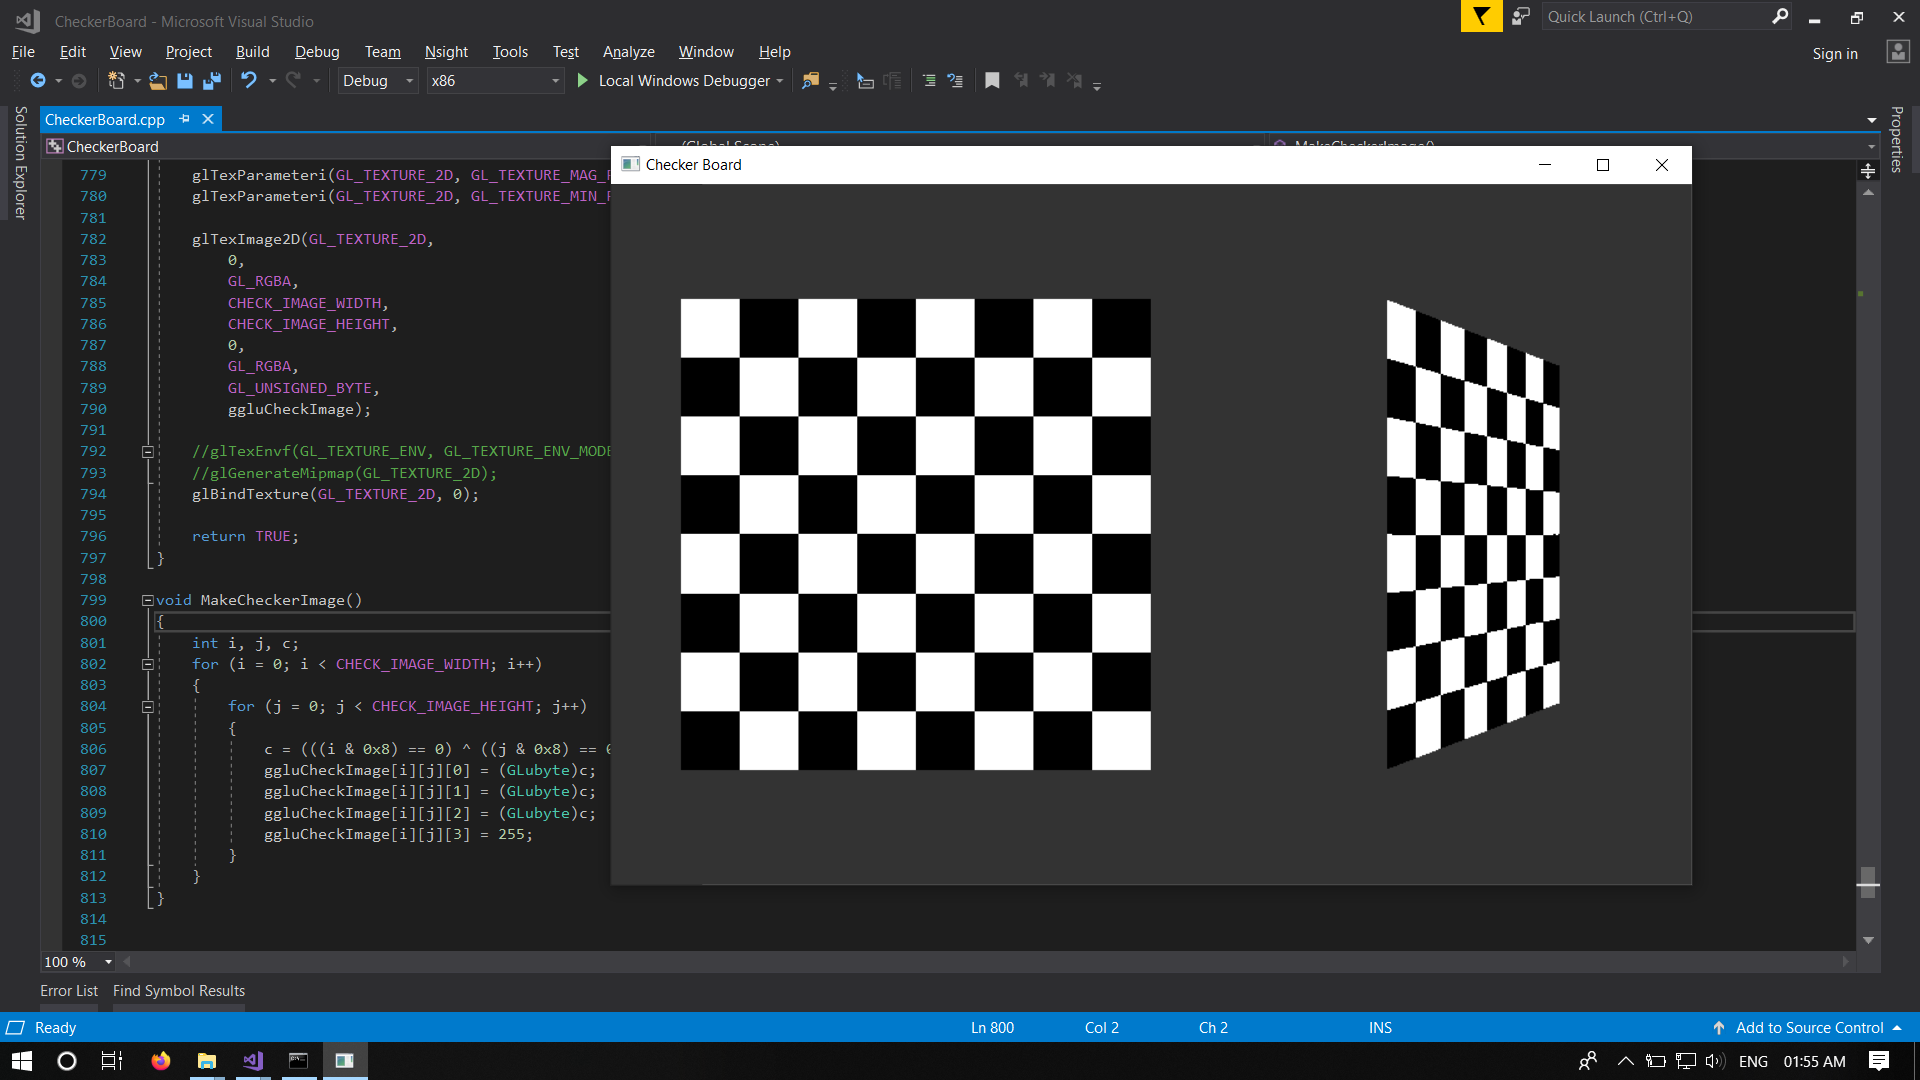 CheckerBoard - Microsoft Visual Studio
Quick Launch (Ctrl+Q)
File Edit View Project Build Debug Team Nsight Tools Test Analyze Window Help
Sign in
Debug x86 Local Windows Debugger
Solution Explorer
CheckerBoard.cpp
Properties
CheckerBoard
(Global Scope)
MakeCheckerImage()
Checker Board
779 glTexParameteri(GL_TEXTURE_2D, GL_TEXTURE_MAG_
780 glTexParameteri(GL_TEXTURE_2D, GL_TEXTURE_MIN_
781
782 glTexImage2D(GL_TEXTURE_2D,
783 0,
784 GL_RGBA,
785 CHECK_IMAGE_WIDTH,
786 CHECK_IMAGE_HEIGHT,
787 0,
788 GL_RGBA,
789 GL_UNSIGNED_BYTE,
790 ggluCheckImage);
791
792 //glTexEnvf(GL_TEXTURE_ENV, GL_TEXTURE_ENV_MODE
793 //glGenerateMipmap(GL_TEXTURE_2D);
794 glBindTexture(GL_TEXTURE_2D, 0);
795
796 return TRUE;
797 }
798
799 void MakeCheckerImage()
800 {
801 int i, j, c;
802 for (i = 0; i < CHECK_IMAGE_WIDTH; i++)
803 {
804 for (j = 0; j < CHECK_IMAGE_HEIGHT; j++)
805 {
806 c = (((i & 0x8) == 0) ^ ((j & 0x8) == 0
807 ggluCheckImage[i][j][0] = (GLubyte)c;
808 ggluCheckImage[i][j][1] = (GLubyte)c;
809 ggluCheckImage[i][j][2] = (GLubyte)c;
810 ggluCheckImage[i][j][3] = 255;
811 }
812 }
813 }
814
815
100 %
Error List Find Symbol Results
Ready Ln 800 Col 2 Ch 2 INS Add to Source Control
ENG 01:55 AM